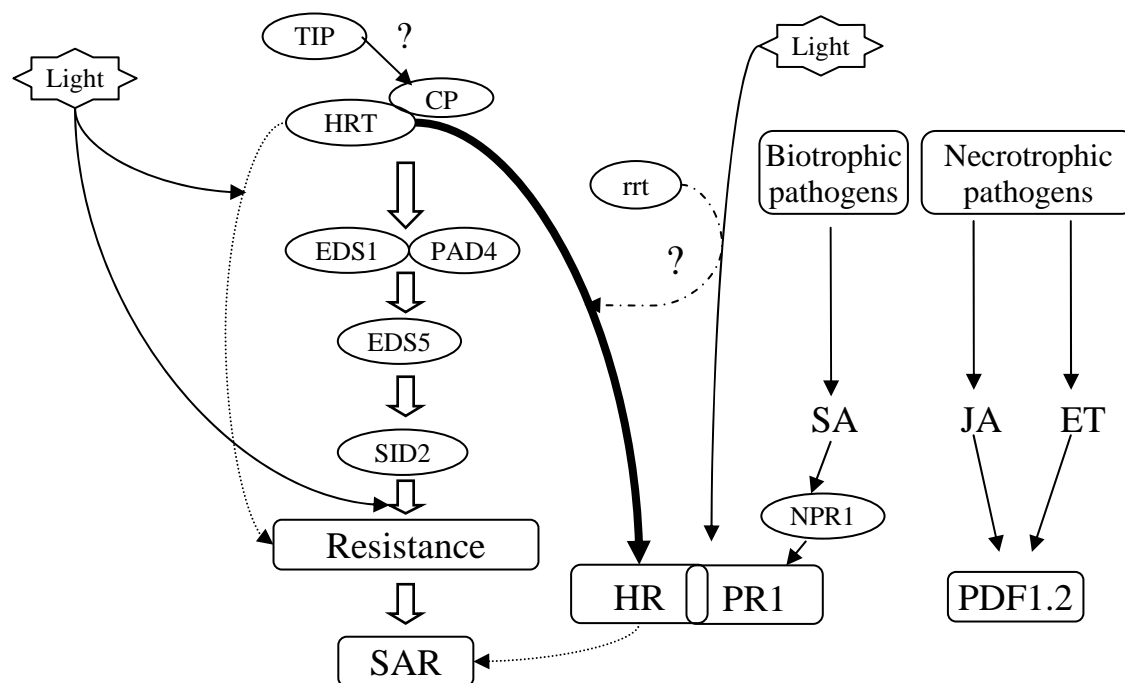 TIP
?
Light
Light
CP
HRT
Biotrophic
pathogens
Necrotrophic
pathogens
rrt
EDS1
PAD4
?
EDS5
SA
JA
ET
SID2
NPR1
Resistance
HR
PR1
PDF1.2
SAR